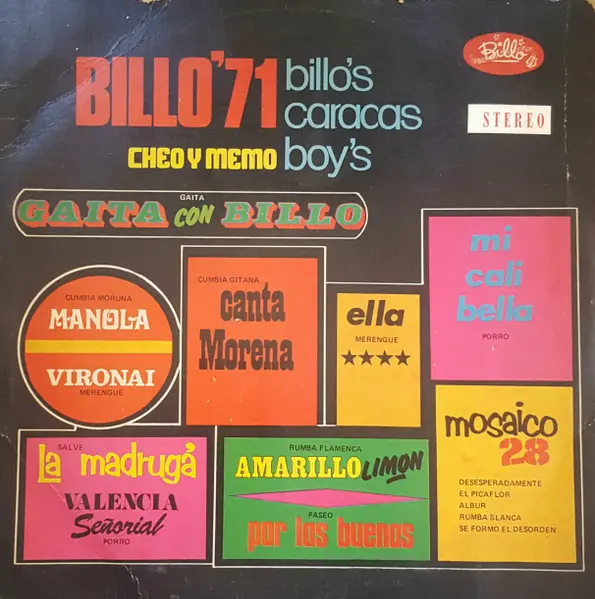 BILLO'71
billo's
caracas
boy's
CHEO Y MEMO
Billo
STEREO
GAITA
GAITA CON BILLO
CUMBIA MORUNA
MANOLA
VIRONAI
MERENGUE
CUMBIA GITANA
canta
Morena
ella
MERENGUE
mi
cali
bella
PORRO
SALVE
La madrugá
VALENCIA
Señorial
PORRO
RUMBA FLAMENCA
AMARILLO LIMON
PASEO
por las buenas
mosaico
28
DESESPERADAMENTE
EL PICAFLOR
ALBUR
RUMBA BLANCA
SE FORMO EL DESORDEN